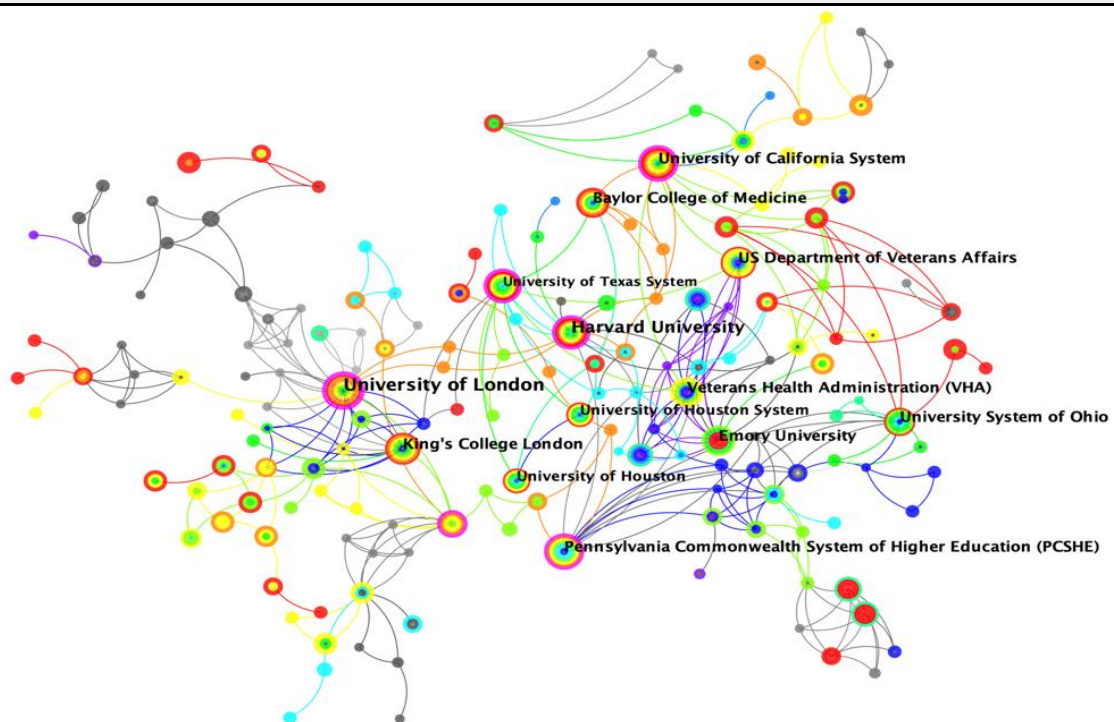 University of California System
Baylor College of Medicine
US Department of Veterans Affairs
University of Texas System
Harvard University
University of London
Veterans Health Administration (VHA)
University of Houston System
University System of Ohio
King's College London
Emory University
University of Houston
Pennsylvania Commonwealth System of Higher Education (PCSHE)